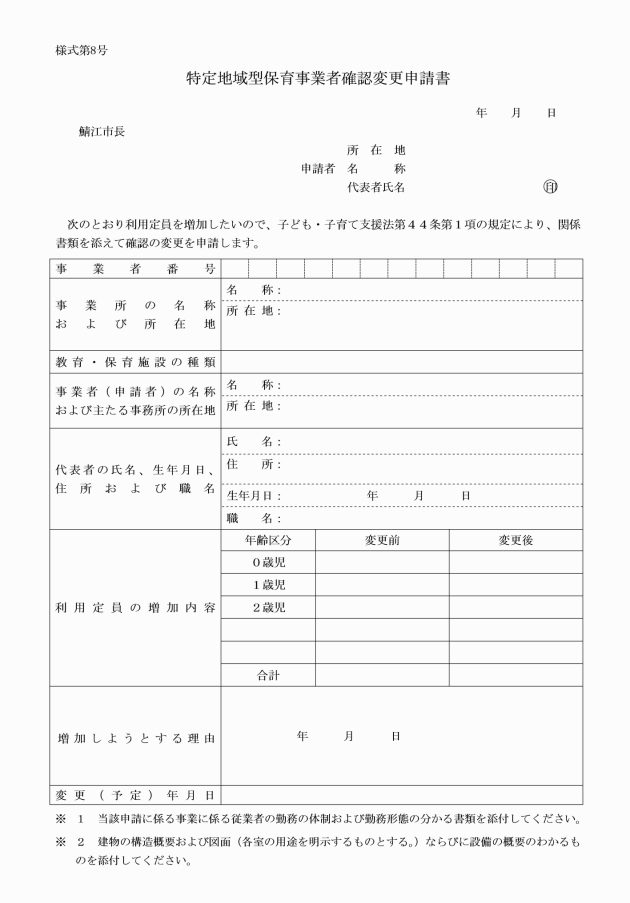 様式第8号
特定地域型保育事業者確認変更申請書
年　　月　　日
鯖江市長
所　在　地
申請者　名　　　称
代表者氏名　㊞
次のとおり利用定員を増加したいので、子ども・子育て支援法第４４条第１項の規定により、関係
書類を添えて確認の変更を申請します。
事業者番号
事業所の名称
および所在地
名　　称：
所 在 地：
教育・保育施設の種類
事業者（申請者）の名称
および主たる事務所の所在地
名　　称：
所 在 地：
代表者の氏名、生年月日、
住所および職名
氏　　名：
住　　所：
生年月日：　年　　月　　日
職　　名：
利用定員の増加内容
年齢区分　変更前　変更後
０歳児
１歳児
２歳児
合計
増加しようとする理由
年　　月　　日
変更（予定）年月日
※　１　当該申請に係る事業に係る従業者の勤務の体制および勤務形態の分かる書類を添付してください。
※　２　建物の構造概要および図面（各室の用途を明示するものとする。）ならびに設備の概要のわかるも
のを添付してください。